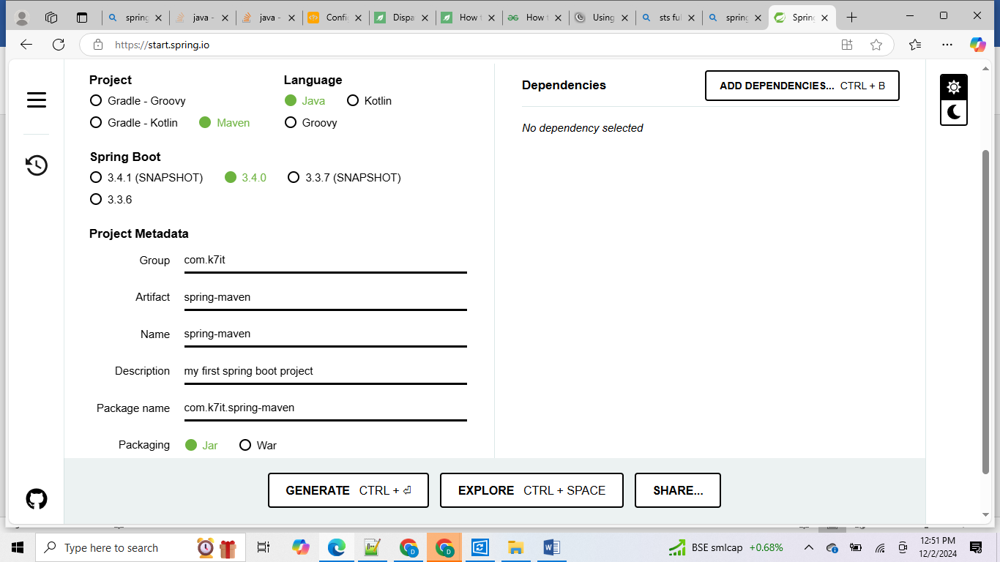 spring
java -
java -
Confi
Dispa
How t
How t
Using
sts ful
spring
Spring
https://start.spring.io
Project
Language
Gradle - Groovy
Java
Kotlin
Gradle - Kotlin
Maven
Groovy
Spring Boot
3.4.1 (SNAPSHOT)
3.4.0
3.3.7 (SNAPSHOT)
3.3.6
Project Metadata
Group com.k7it
Artifact spring-maven
Name spring-maven
Description my first spring boot project
Package name com.k7it.spring-maven
Packaging Jar War
Dependencies
ADD DEPENDENCIES... CTRL + B
No dependency selected
GENERATE CTRL + ⏎
EXPLORE CTRL + SPACE
SHARE...
Type here to search
BSE smlcap +0.68%
12:51 PM
12/2/2024